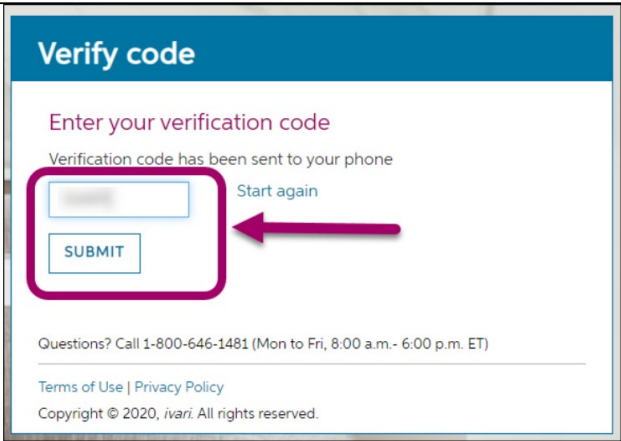 Verify code
Enter your verification code
Verification code has been sent to your phone
Start again
SUBMIT
Questions? Call 1-800-646-1481 (Mon to Fri, 8:00 a.m.- 6:00 p.m. ET)
Terms of Use | Privacy Policy
Copyright © 2020, ivari. All rights reserved.